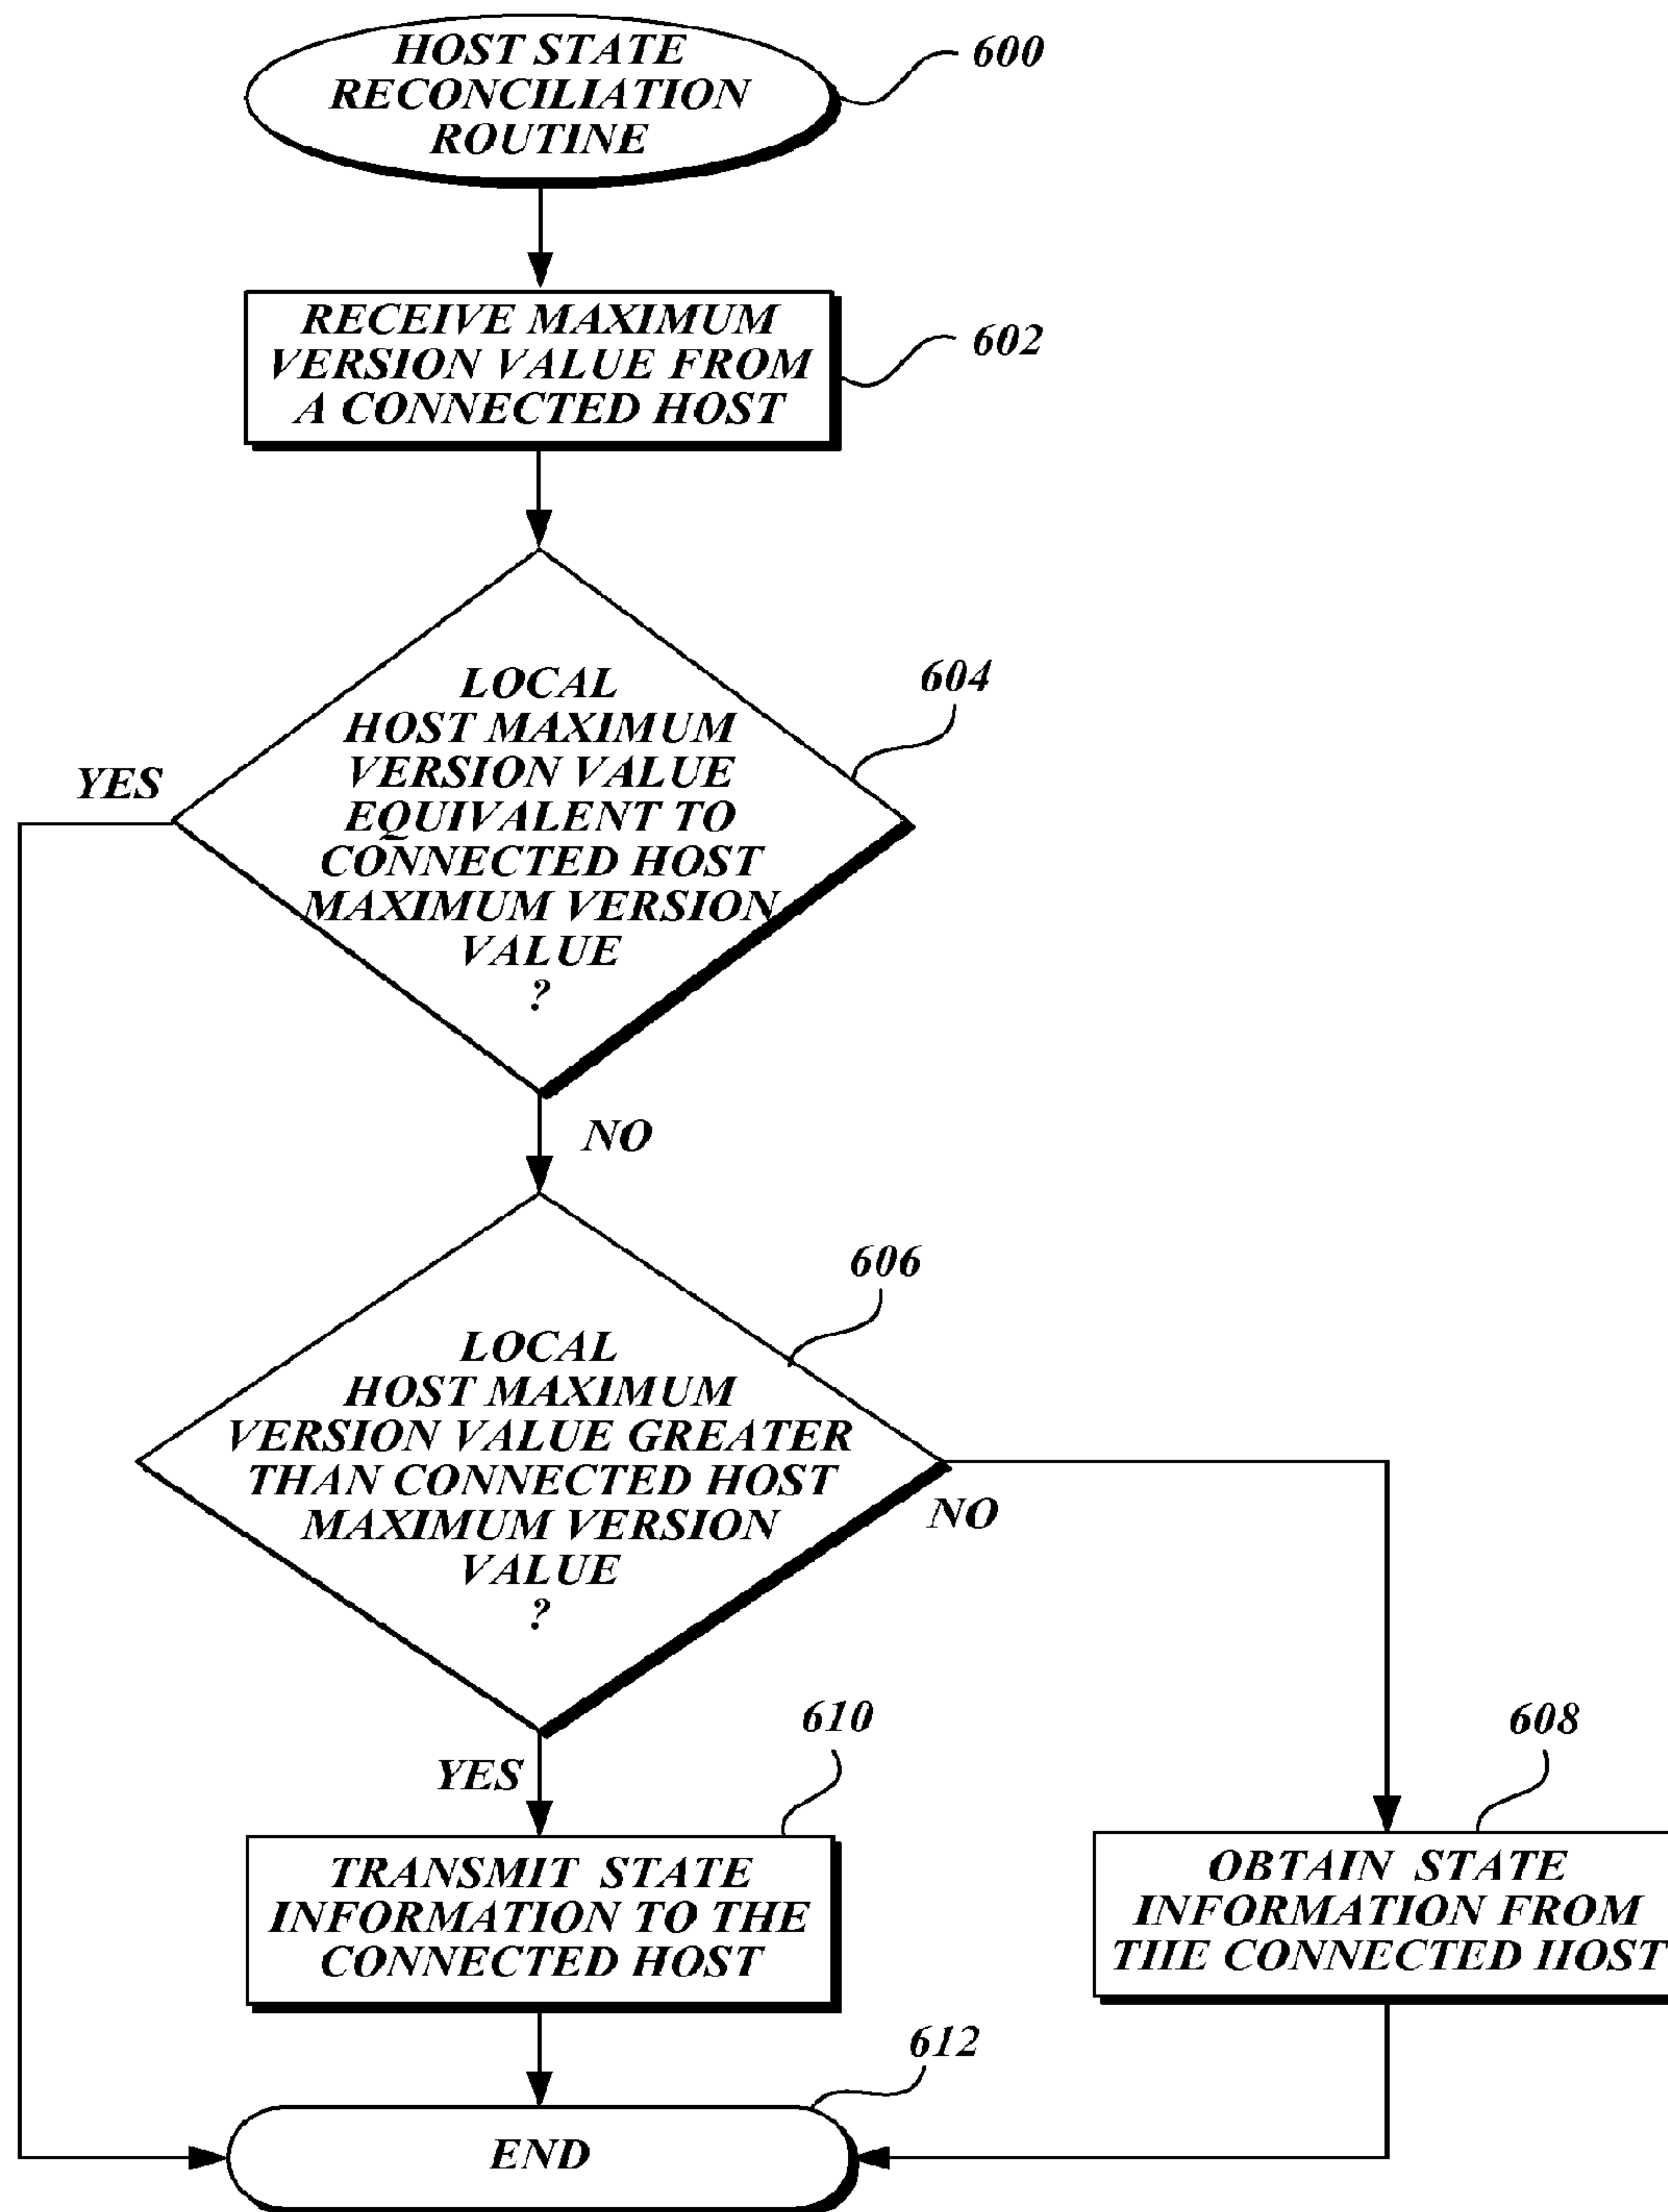 HOST STATE
RECONCILIATION
ROUTINE
600
RECEIVE MAXIMUM
VERSION VALUE FROM
A CONNECTED HOST
602
604
LOCAL
HOST MAXIMUM
VERSION VALUE
EQUIVALENT TO
CONNECTED HOST
MAXIMUM VERSION
VALUE
?
YES
NO
606
LOCAL
HOST MAXIMUM
VERSION VALUE GREATER
THAN CONNECTED HOST
MAXIMUM VERSION
VALUE
?
NO
YES
610
608
TRANSMIT STATE
INFORMATION TO THE
CONNECTED HOST
OBTAIN STATE
INFORMATION FROM
THE CONNECTED HOST
612
END